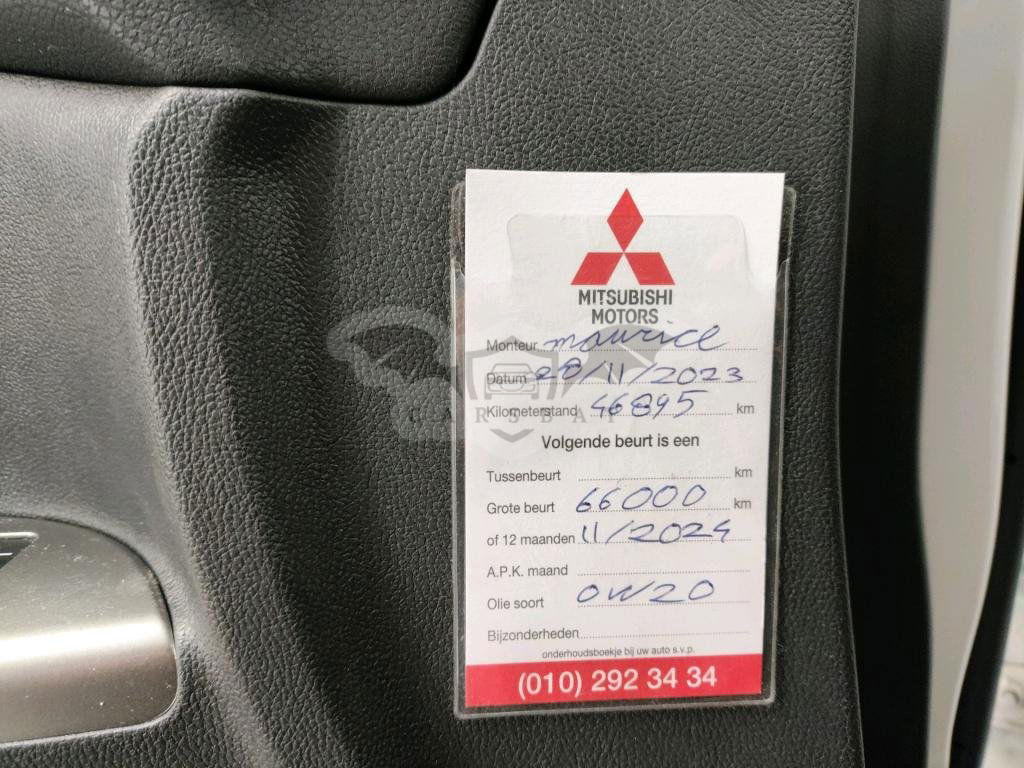 MITSUBISHI
MOTORS
Monteur maurice
Datum 28/11/2023
Kilometerstand 46895 km
CARSDAY
Volgende beurt is een
Tussenbeurt km
Grote beurt 66000 km
of 12 maanden 11/2024
A.P.K. maand
Olie soort 0W20
Bijzonderheden
onderhoudsboekje bij uw auto s.v.p.
(010) 292 34 34